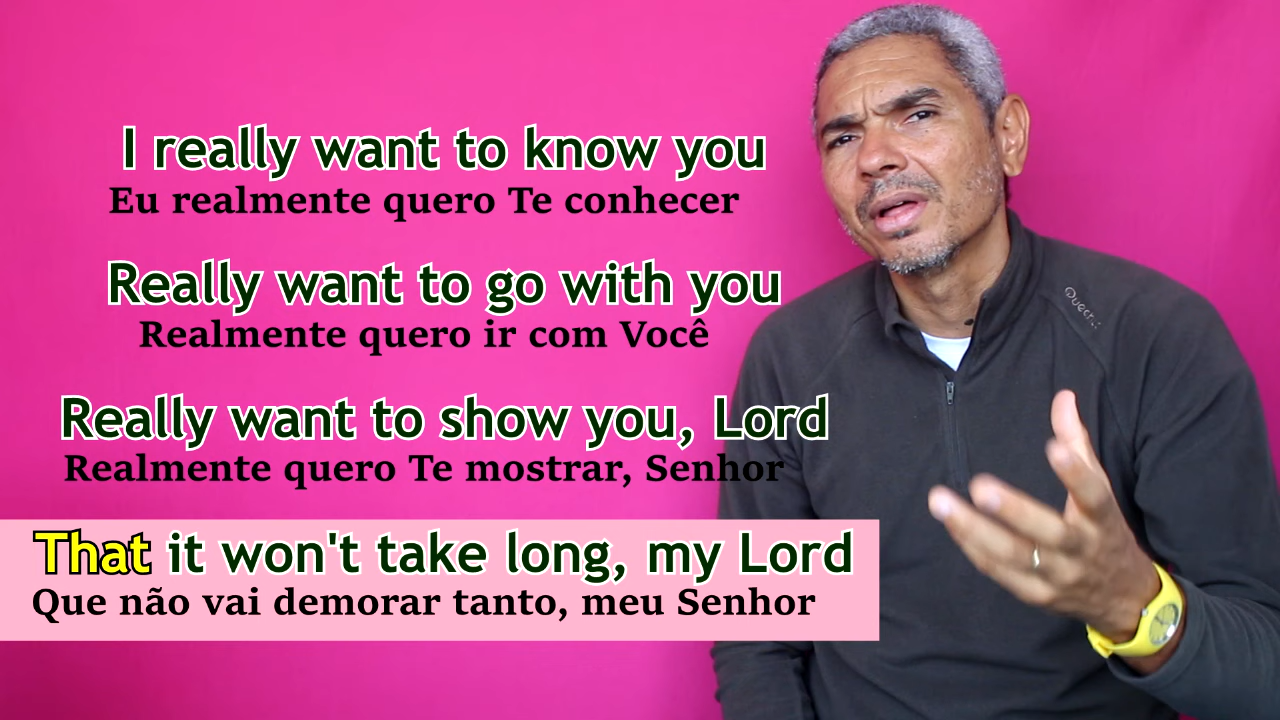 I really want to know you
Eu realmente quero Te conhecer
Really want to go with you
Realmente quero ir com Você
Really want to show you, Lord
Realmente quero Te mostrar, Senhor
That it won't take long, my Lord
Que não vai demorar tanto, meu Senhor